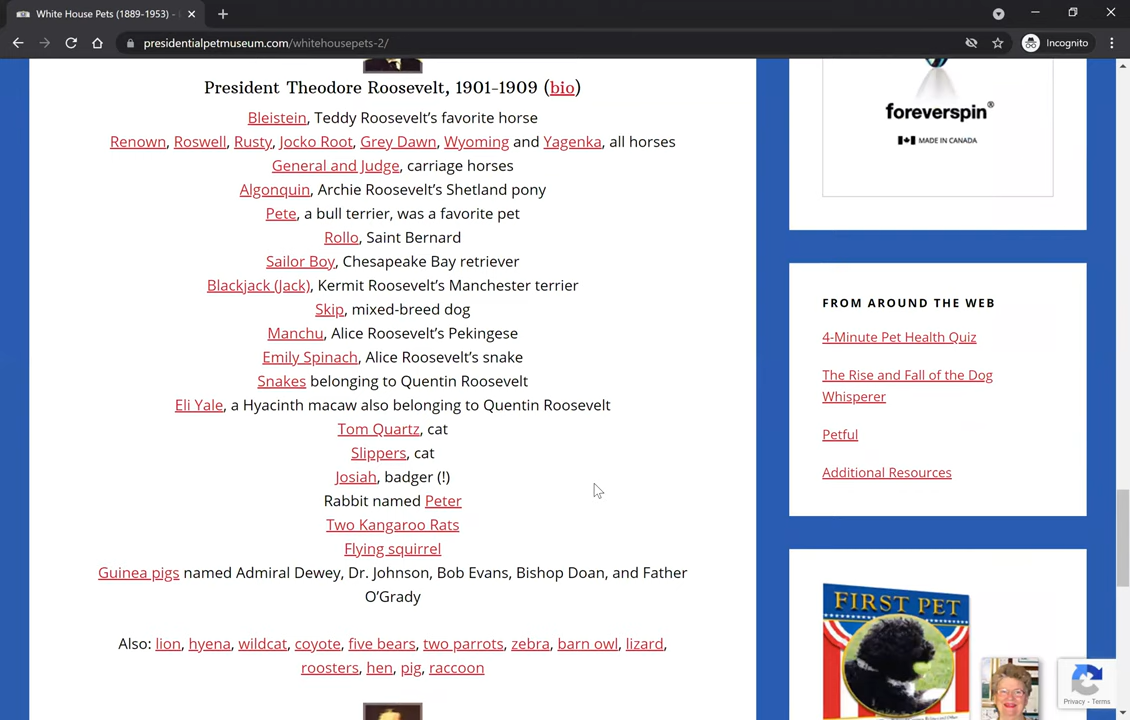 White House Pets (1889-1953) -
presidentialpetmuseum.com/whitehousepets-2/
Incognito
President Theodore Roosevelt, 1901-1909 (bio)
Bleistein, Teddy Roosevelt’s favorite horse
Renown, Roswell, Rusty, Jocko Root, Grey Dawn, Wyoming and Yagenka, all horses
General and Judge, carriage horses
Algonquin, Archie Roosevelt’s Shetland pony
Pete, a bull terrier, was a favorite pet
Rollo, Saint Bernard
Sailor Boy, Chesapeake Bay retriever
Blackjack (Jack), Kermit Roosevelt’s Manchester terrier
Skip, mixed-breed dog
Manchu, Alice Roosevelt’s Pekingese
Emily Spinach, Alice Roosevelt’s snake
Snakes belonging to Quentin Roosevelt
Eli Yale, a Hyacinth macaw also belonging to Quentin Roosevelt
Tom Quartz, cat
Slippers, cat
Josiah, badger (!)
Rabbit named Peter
Two Kangaroo Rats
Flying squirrel
Guinea pigs named Admiral Dewey, Dr. Johnson, Bob Evans, Bishop Doan, and Father
O’Grady
Also: lion, hyena, wildcat, coyote, five bears, two parrots, zebra, barn owl, lizard,
roosters, hen, pig, raccoon
foreverspin®
MADE IN CANADA
FROM AROUND THE WEB
4-Minute Pet Health Quiz
The Rise and Fall of the Dog
Whisperer
Petful
Additional Resources
FIRST PET
Privacy - Terms